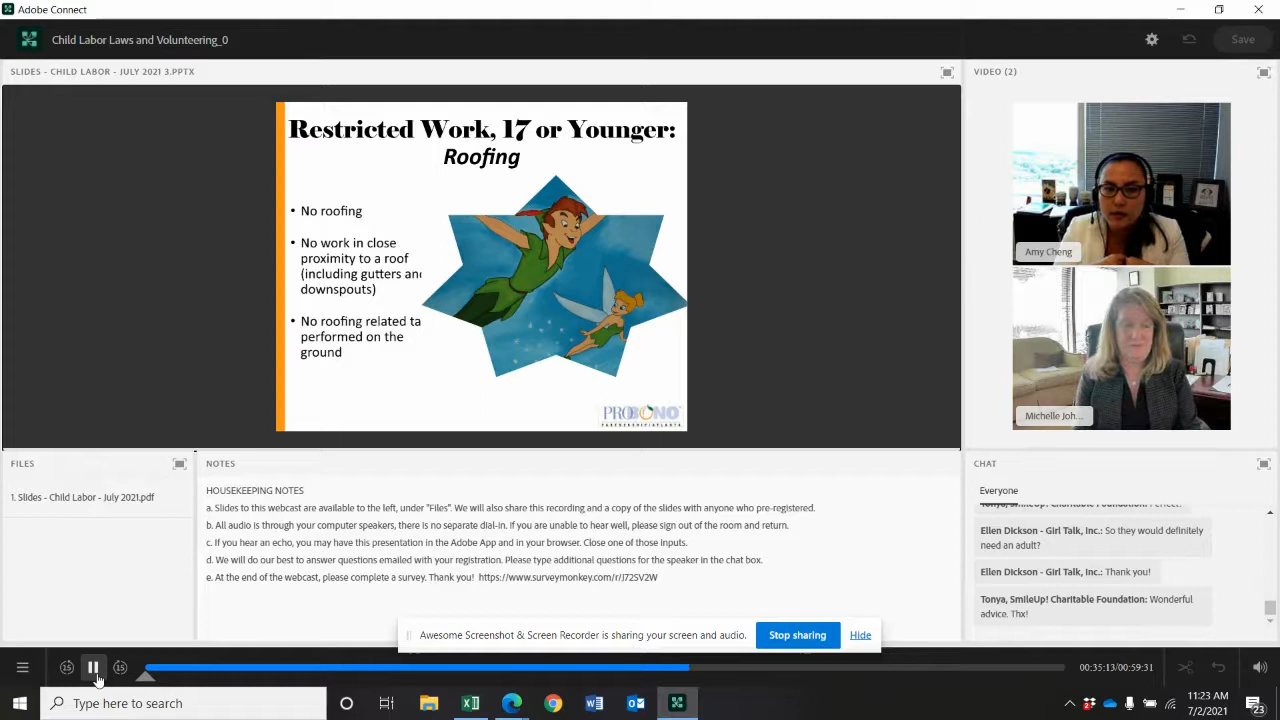 Adobe Connect
Child Labor Laws and Volunteering_0
Save
SLIDES - CHILD LABOR - JULY 2021 3.PPTX
VIDEO (2)
Restricted Work, 17 or Younger:
Roofing
• No roofing
• No work in close
proximity to a roof
(including gutters and
downspouts)
• No roofing related ta
performed on the
ground
PROBONO
PARTNERSHIP/ATLANTA
Amy Cheng
Michelle Joh...
FILES
1. Slides - Child Labor - July 2021.pdf
NOTES
HOUSEKEEPING NOTES
a. Slides to this webcast are available to the left, under "Files". We will also share this recording and a copy of the slides with anyone who pre-registered.
b. All audio is through your computer speakers, there is no separate dial-in. If you are unable to hear well, please sign out of the room and return.
c. If you hear an echo, you may have this presentation in the Adobe App and in your browser. Close one of those inputs.
d. We will do our best to answer questions emailed with your registration. Please type additional questions for the speaker in the chat box.
e. At the end of the webcast, please complete a survey. Thank you! https://www.surveymonkey.com/r/J72SV2W
CHAT
Everyone
Tonya, SmileUp! Charitable Foundation: Perfect!
Ellen Dickson - Girl Talk, Inc.: So they would definitely
need an adult?
Ellen Dickson - Girl Talk, Inc.: Thank you!
Tonya, SmileUp! Charitable Foundation: Wonderful
advice. Thx!
Awesome Screenshot & Screen Recorder is sharing your screen and audio.
Stop sharing
Hide
15
15
00:35:13/00:59:31
Type here to search
11:23 AM
7/2/2021
23